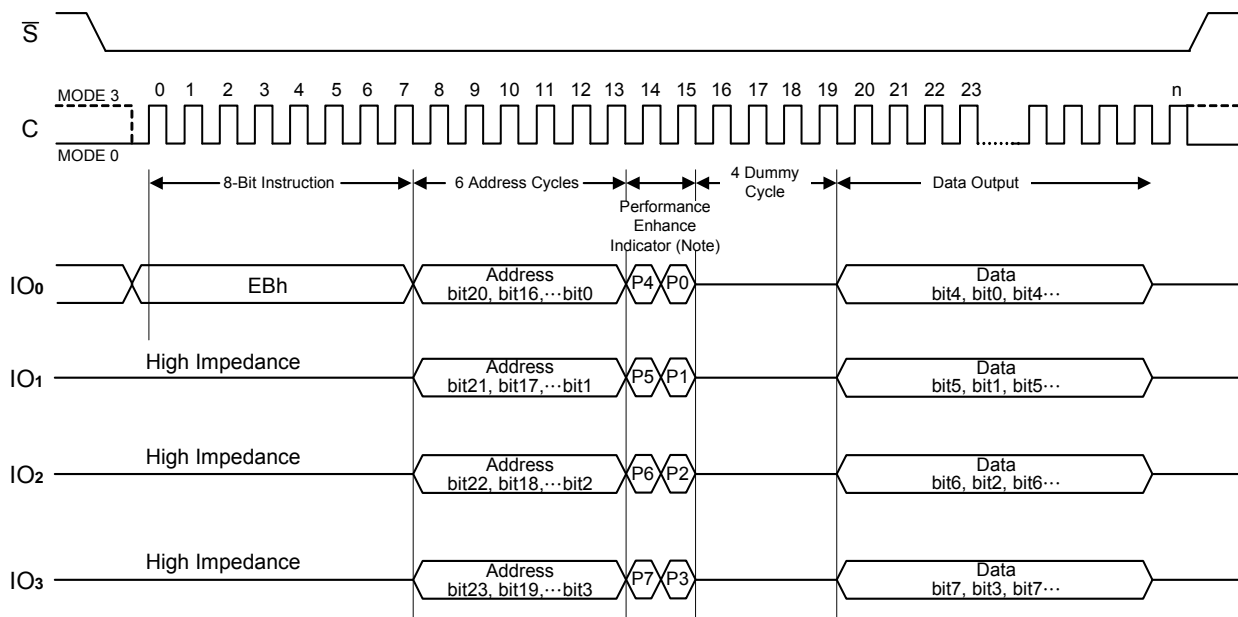 S
0 1 2 3 4 5 6 7 8 9 10 11 12 13 14 15 16 17 18 19 20 21 22 23 n
MODE 3
C
MODE 0
8-Bit Instruction 6 Address Cycles 4 Dummy Cycle Data Output
Performance
Enhance
Indicator (Note)
IO0 EBh Address P4 P0 Data
bit20, bit16,···bit0 bit4, bit0, bit4···
High Impedance
IO1 Address P5 P1 Data
bit21, bit17,···bit1 bit5, bit1, bit5···
High Impedance
IO2 Address P6 P2 Data
bit22, bit18,···bit2 bit6, bit2, bit6···
High Impedance
IO3 Address P7 P3 Data
bit23, bit19,···bit3 bit7, bit3, bit7···